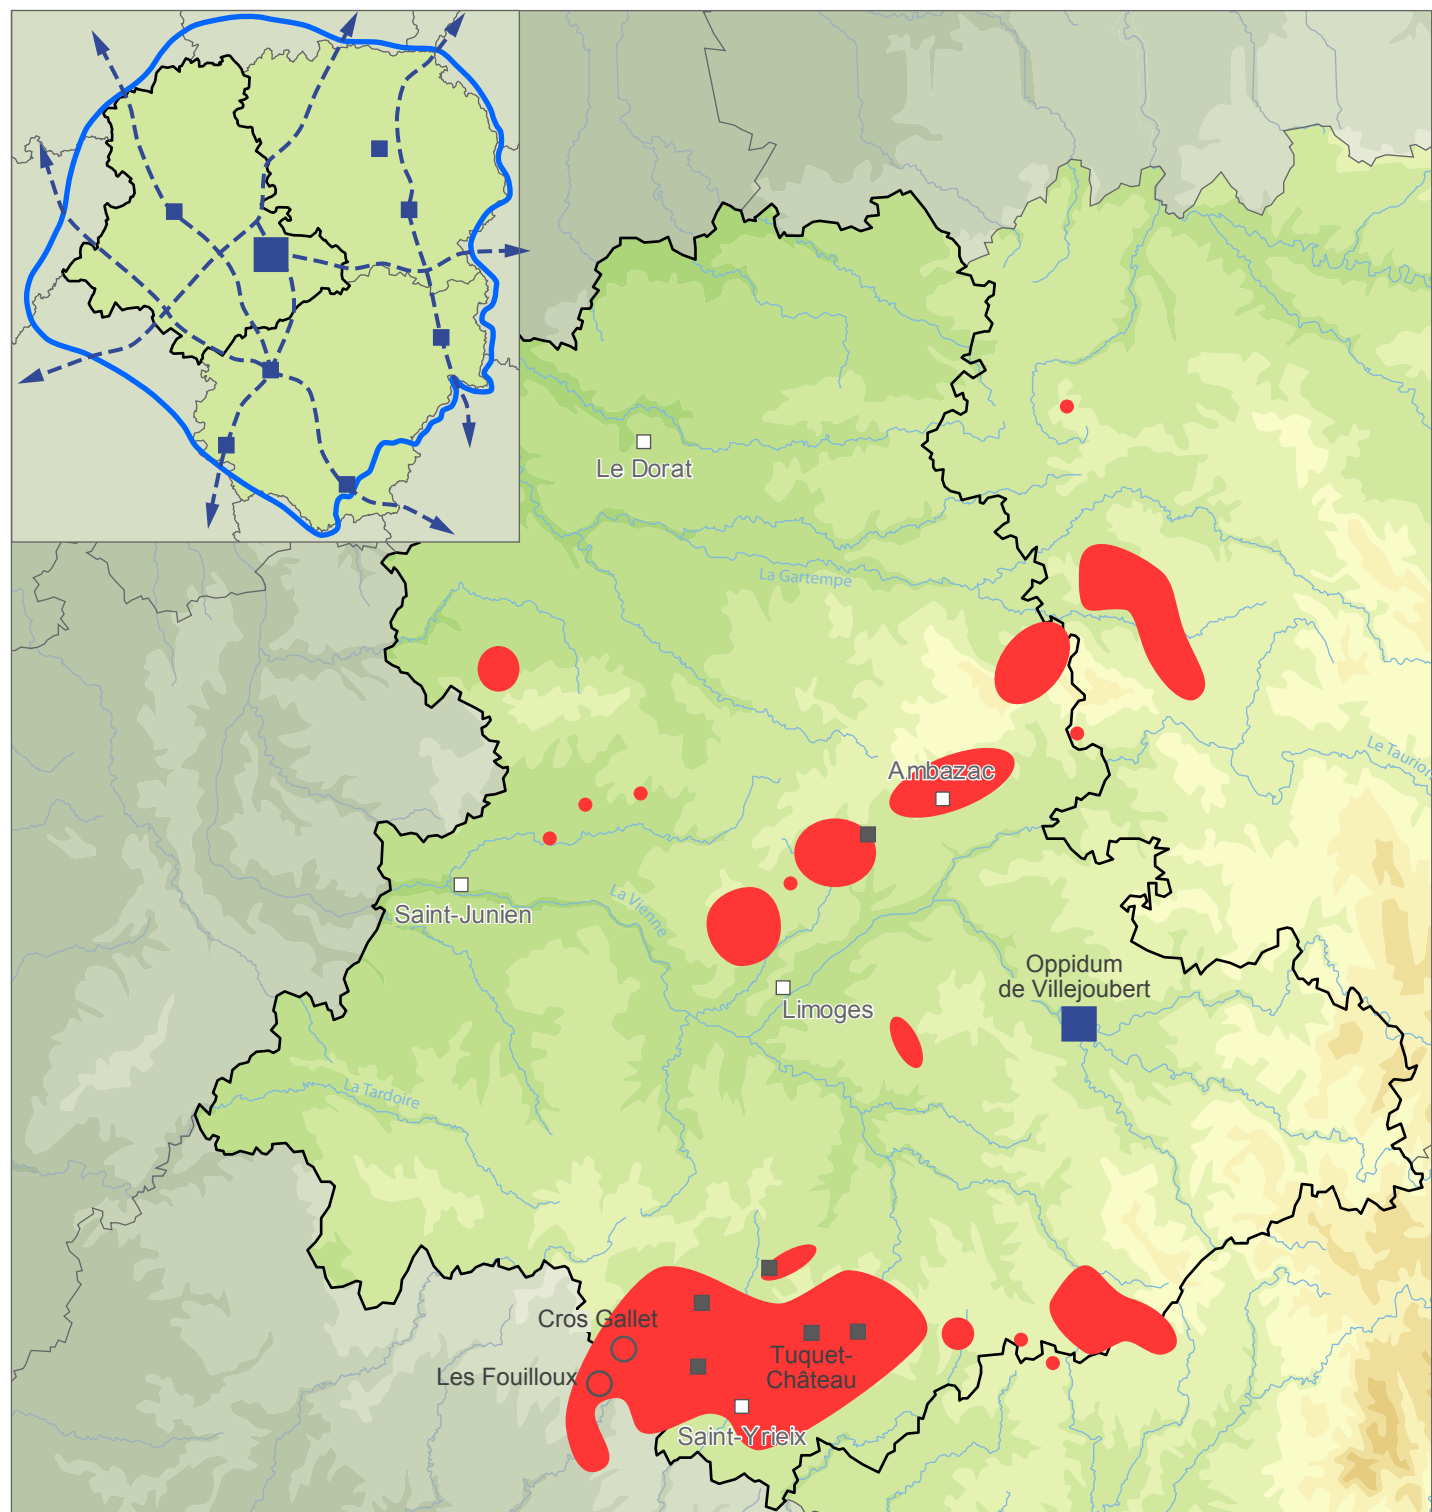 Le Dorat
La Gartempe
Le Taurion
Ambazac
La Vienne
Saint-Junien
Oppidum
de Villejoubert
Limoges
La Tardoire
Cros Gallet
Tuquet-
Château
Les Fouilloux
Saint-Yrieix